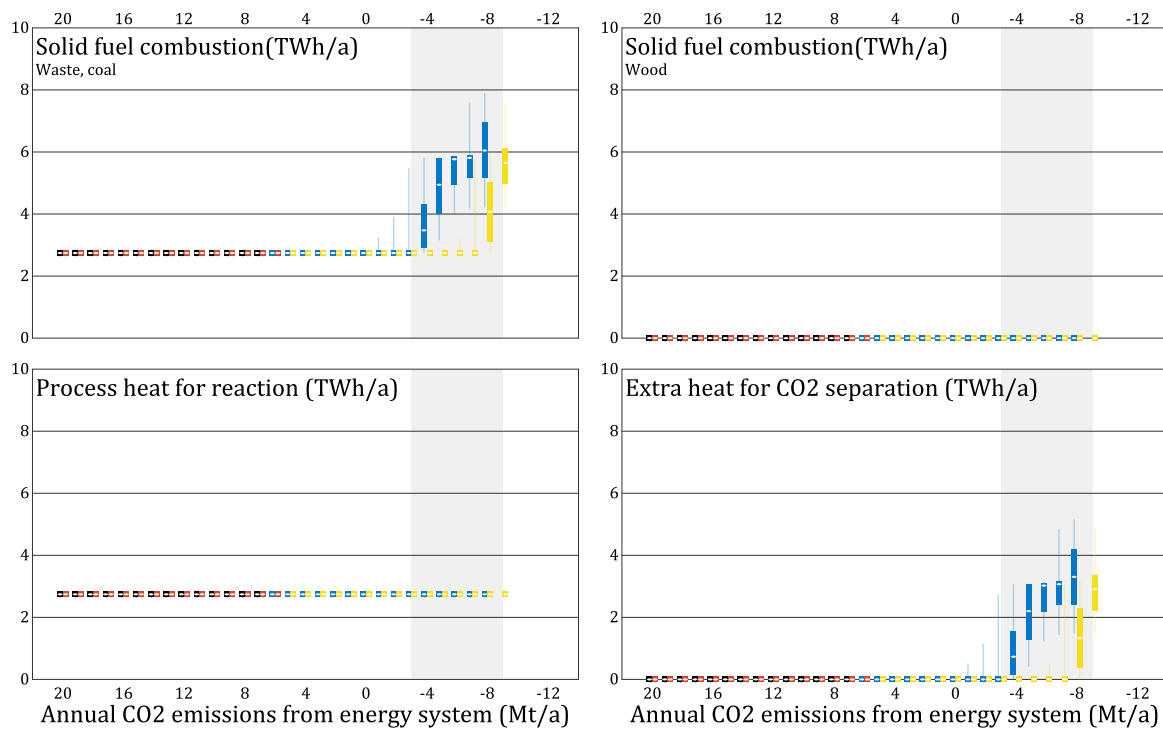 20 16 12 8 4 0 -4 -8 -12
20 16 12 8 4 0 -4 -8 -12
10
Solid fuel combustion(TWh/a)
Waste, coal
8
6
4
2
0
10
Solid fuel combustion(TWh/a)
Wood
8
6
4
2
0
10
Process heat for reaction (TWh/a)
8
6
4
2
0
20 16 12 8 4 0 -4 -8 -12
Annual CO2 emissions from energy system (Mt/a)
10
Extra heat for CO2 separation (TWh/a)
8
6
4
2
0
20 16 12 8 4 0 -4 -8 -12
Annual CO2 emissions from energy system (Mt/a)